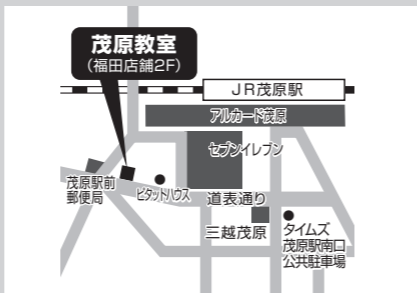 茂原教室
(福田店舗2F)
JR茂原駅
アルカード茂原
セブンイレブン
茂原駅前
郵便局
ピタットハウス
道表通り
三越茂原
タイムズ
茂原駅南口
公共駐車場